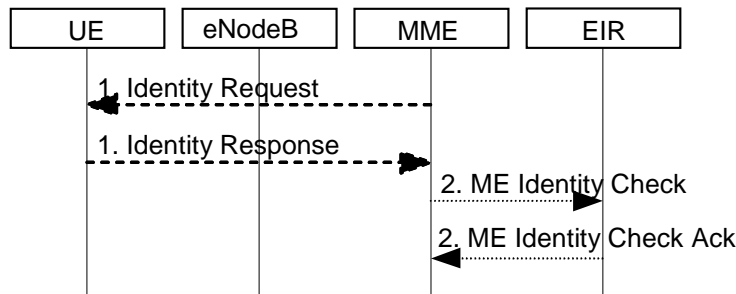 UE eNodeB MME EIR
1. Identity Request
1. Identity Response
2. ME Identity Check
2. ME Identity Check Ack